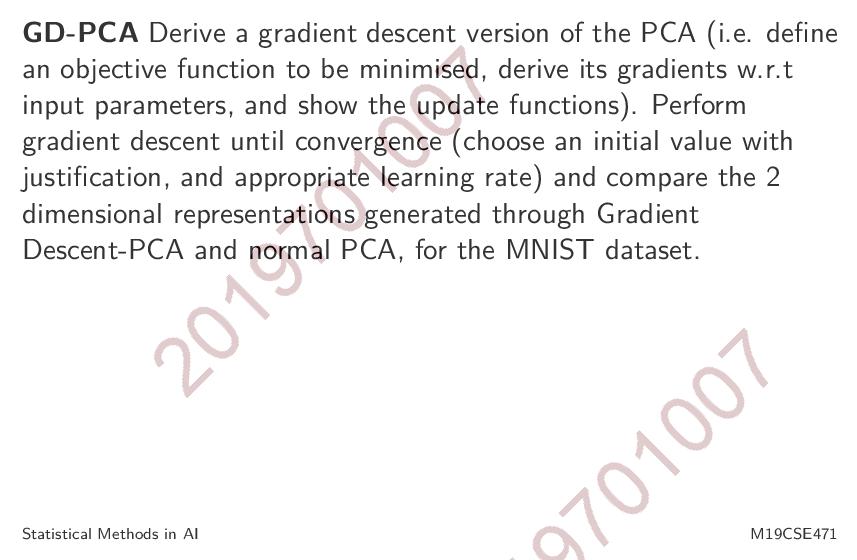 GD-PCA Derive a gradient descent version of the PCA (i.e. define
an objective function to be minimised, derive its gradients w.r.t
input parameters, and show the update functions). Perform
gradient descent until convergence (choose an initial value with
justification, and appropriate learning rate) and compare the 2
dimensional representations generated through Gradient
Descent-PCA and normal PCA, for the MNIST dataset.
2019701007
19701007
Statistical Methods in AI
M19CSE471